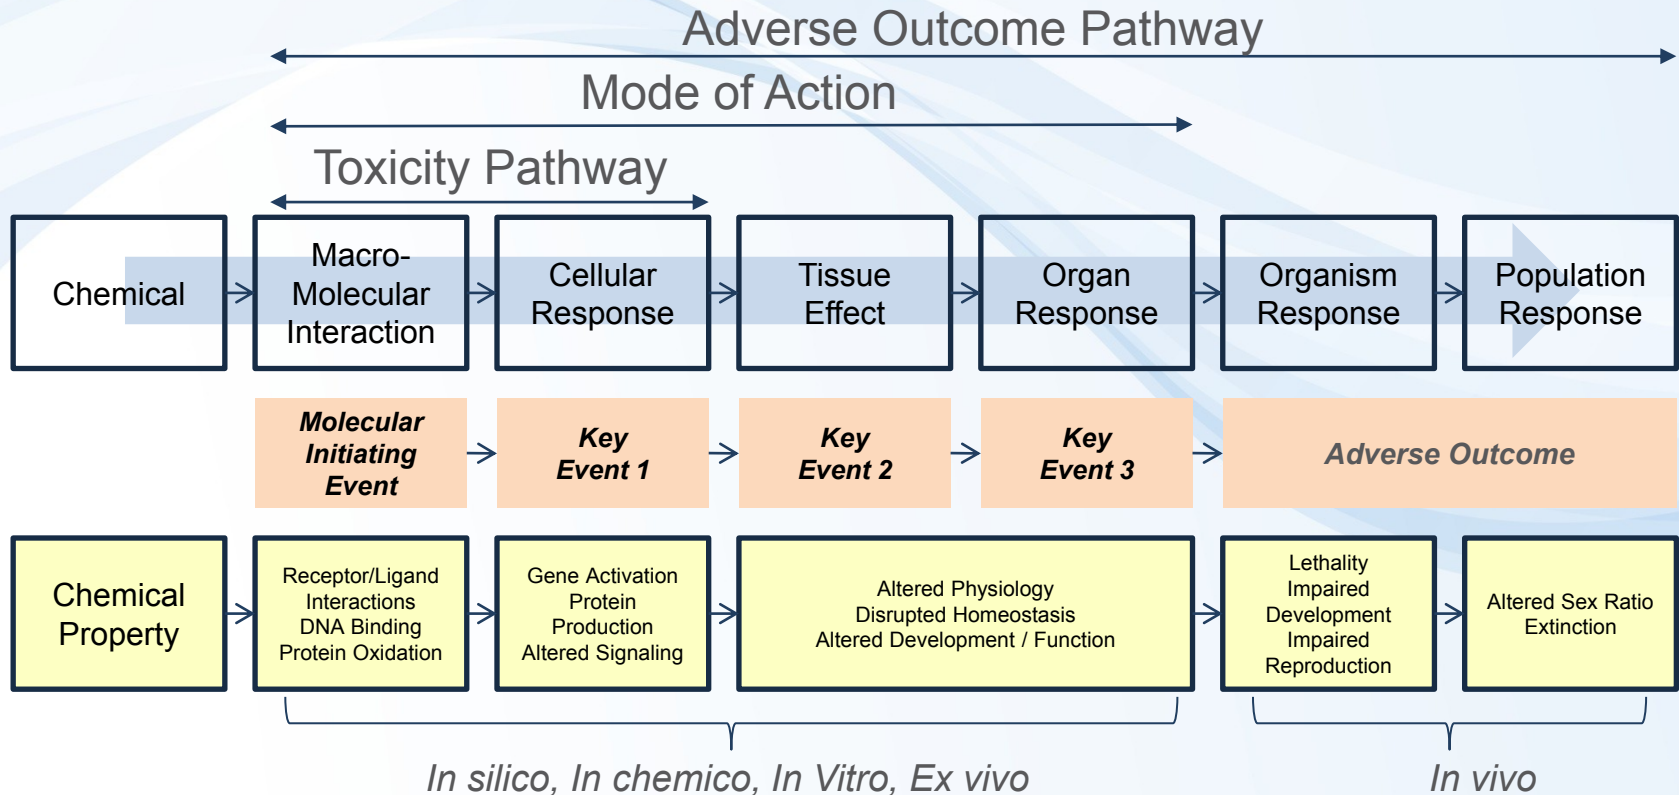 Adverse Outcome Pathway
Mode of Action
Toxicity Pathway
Chemical
Macro-
Molecular
Interaction
Cellular
Response
Tissue
Effect
Organ
Response
Organism
Response
Population
Response
Molecular
Initiating
Event
Key
Event 1
Key
Event 2
Key
Event 3
Adverse Outcome
Chemical
Property
Receptor/Ligand
Interactions
DNA Binding
Protein Oxidation
Gene Activation
Protein
Production
Altered Signaling
Altered Physiology
Disrupted Homeostasis
Altered Development / Function
Lethality
Impaired
Development
Impaired
Reproduction
Altered Sex Ratio
Extinction
In silico, In chemico, In Vitro, Ex vivo
In vivo